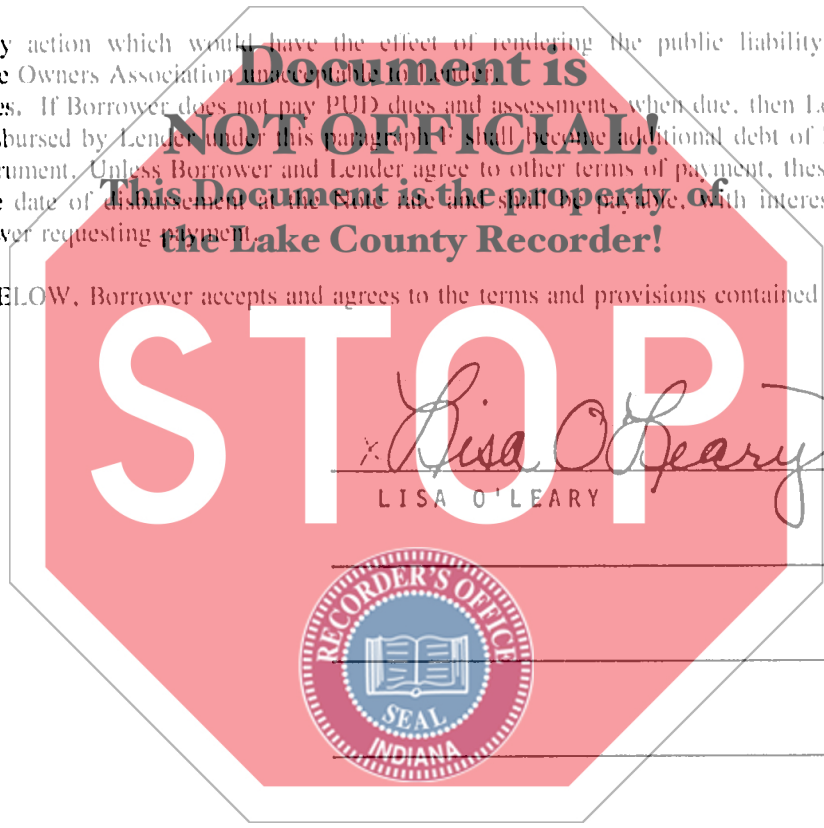 y action which would have the effect of rendering the public liability
e Owners Association unacceptable to Lender.
Document is
es. If Borrower does not pay PUD dues and assessments when due, then L
bursed by Lender under this paragraph F shall become additional debt of
NOT OFFICIAL!
rument. Unless Borrower and Lender agree to other terms of payment, thes
e date of disbursement at the Note rate and shall be payable, with interes
This Document is the property of
wer requesting payment.
the Lake County Recorder!
ELOW, Borrower accepts and agrees to the terms and provisions contained
STOP
x Lisa O'Leary
LISA O'LEARY
RECORDER'S OFFICE
SEAL
INDIANA